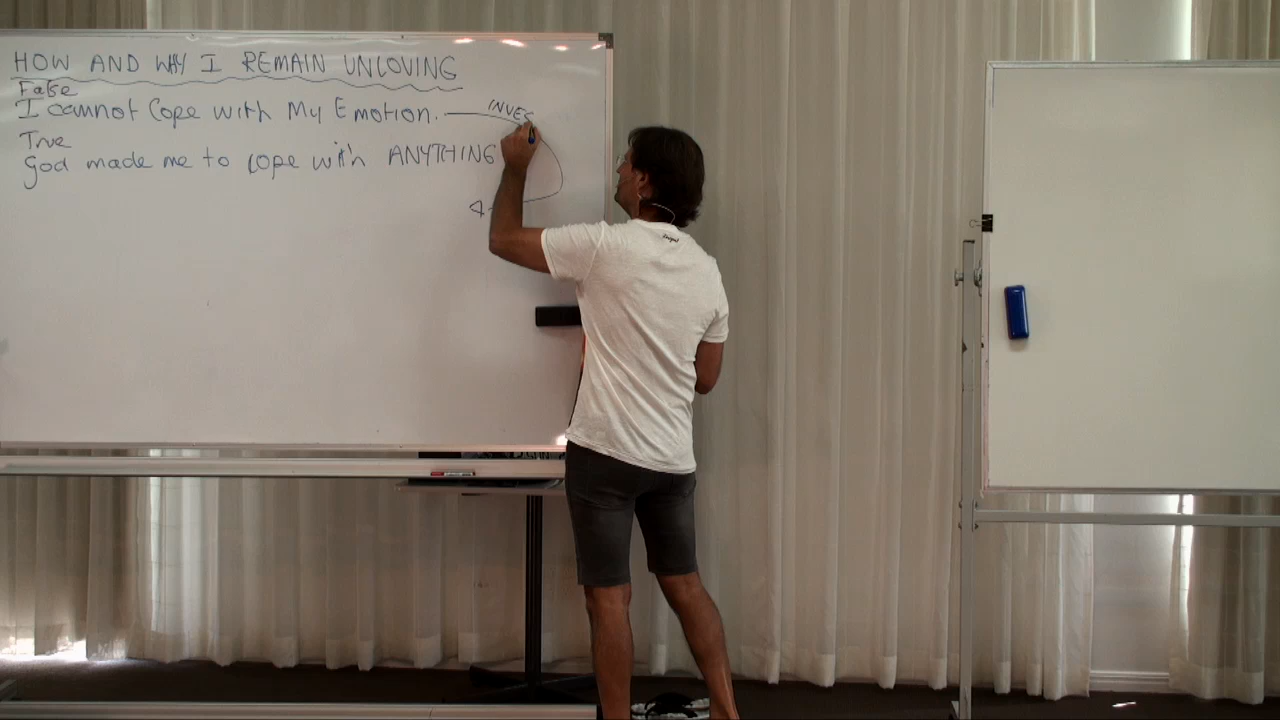 HOW AND WHY I REMAIN UNLOVING
False
I cannot Cope with My Emotion. INVES
True
God made me to cope with ANYTHING